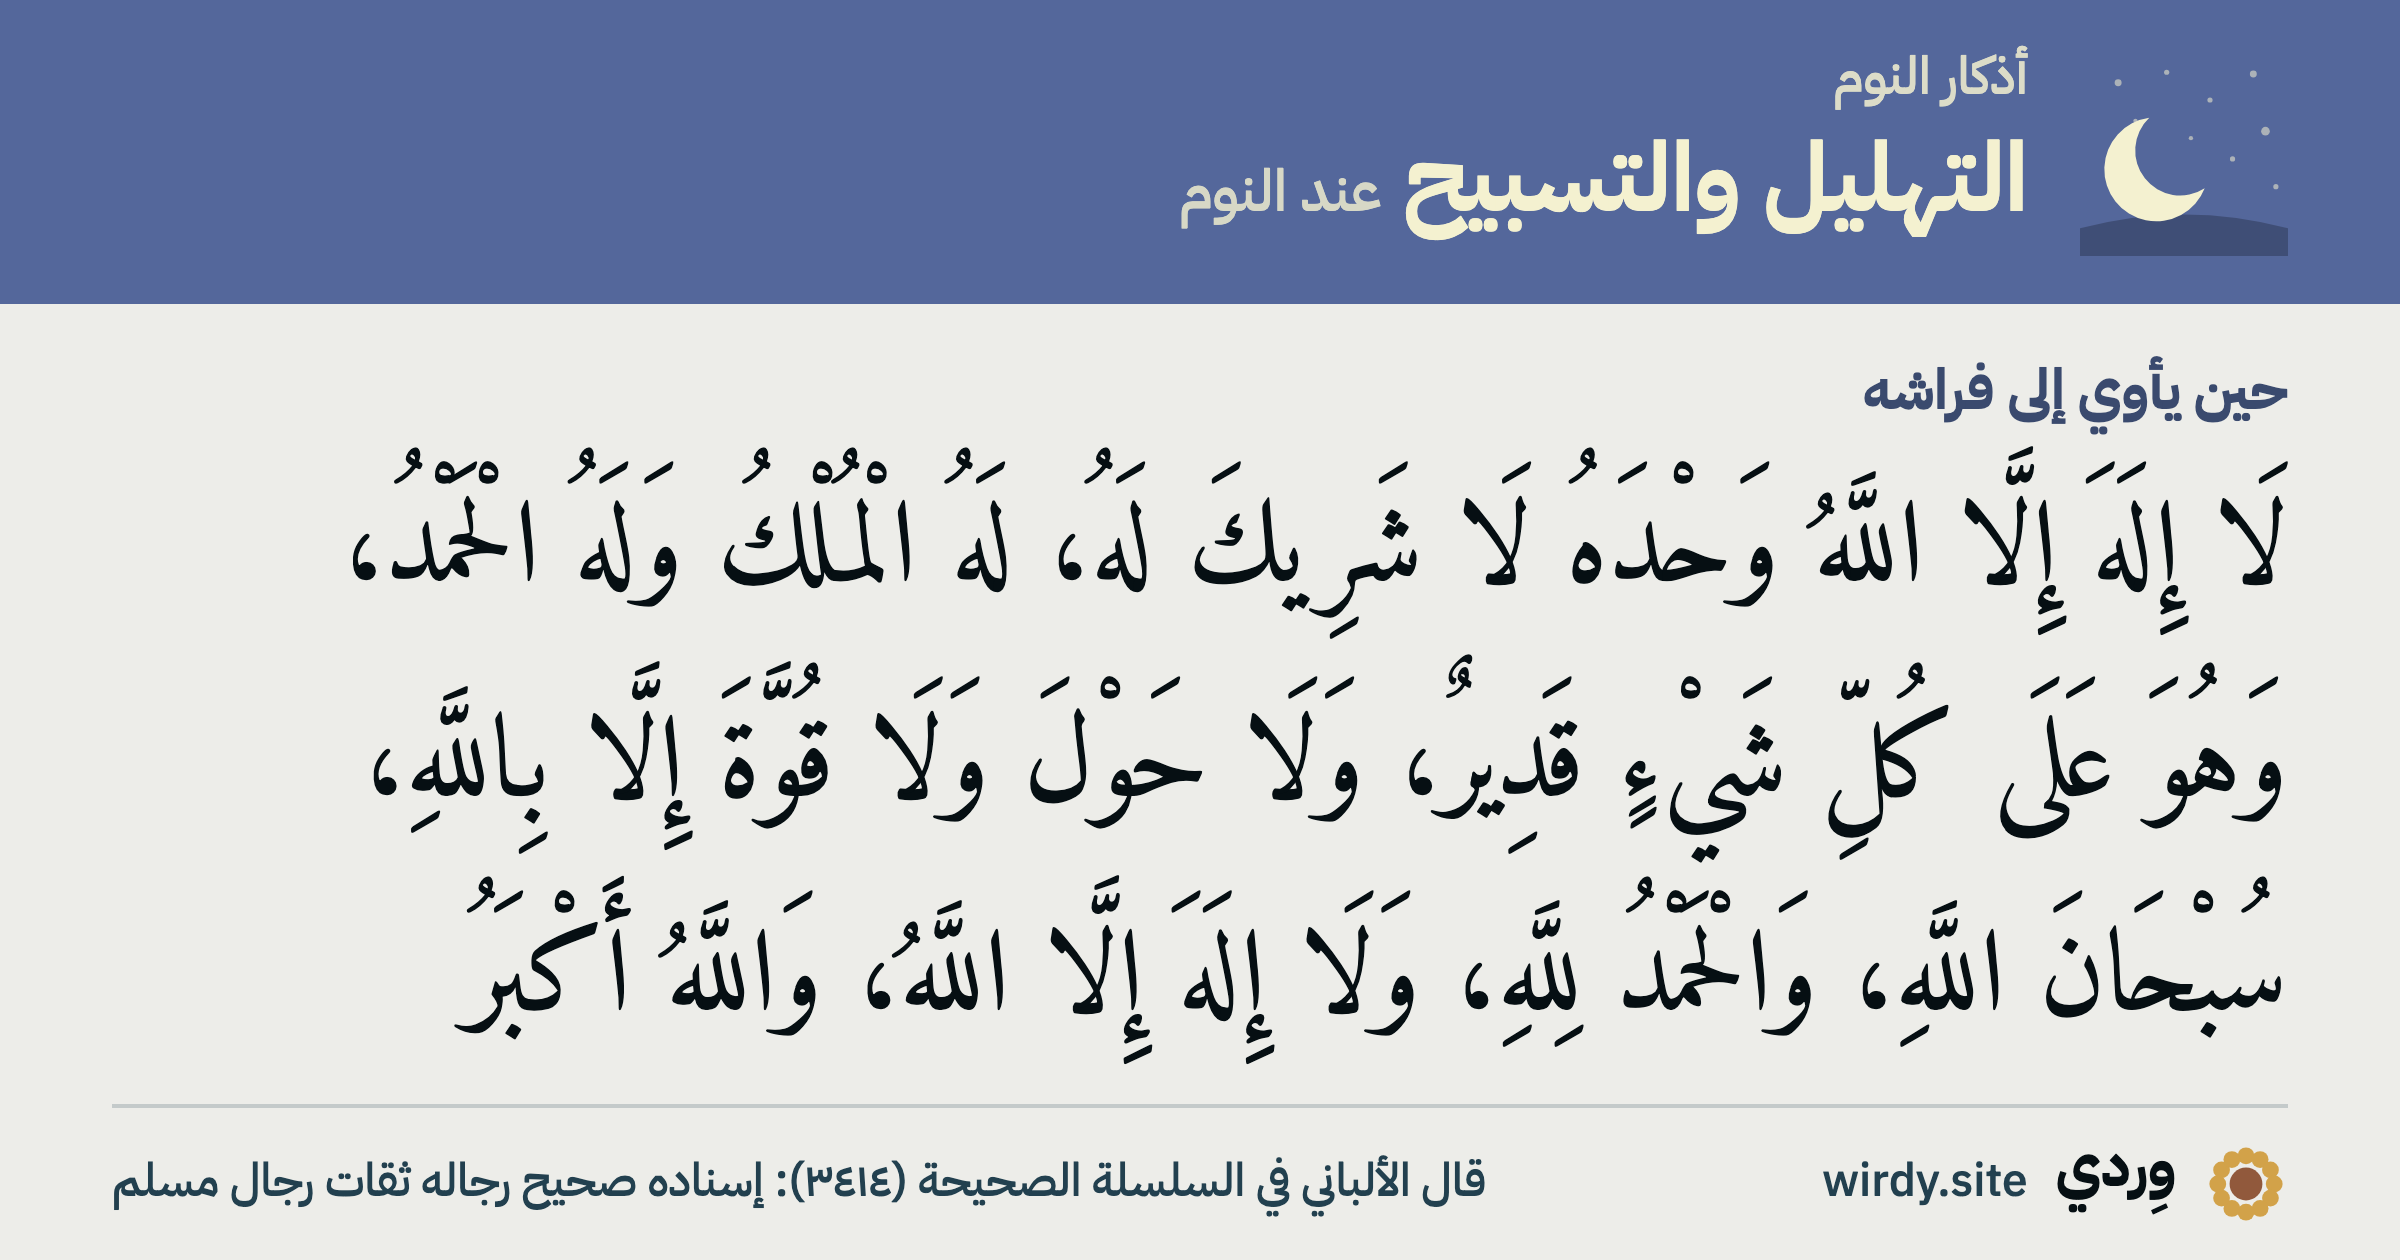 أذكار النوم
التهليل والتسبيح عند النوم
حين يأوي إلى فراشه
لَا إِلَهَ إِلَّا اللَّهُ وَحْدَهُ لَا شَرِيكَ لَهُ، لَهُ الْمُلْكُ وَلَهُ الْحَمْدُ،
وَهُوَ عَلَى كُلِّ شَيْءٍ قَدِيرٌ، وَلَا حَوْلَ وَلَا قُوَّةَ إِلَّا بِاللَّهِ،
سُبْحَانَ اللَّهِ، وَالْحَمْدُ لِلَّهِ، وَلَا إِلَهَ إِلَّا اللَّهُ، وَاللَّهُ أَكْبَرُ
وِردي wirdy.site
قال الألباني في السلسلة الصحيحة (٣٤١٤): إسناده صحيح رجاله ثقات رجال مسلم